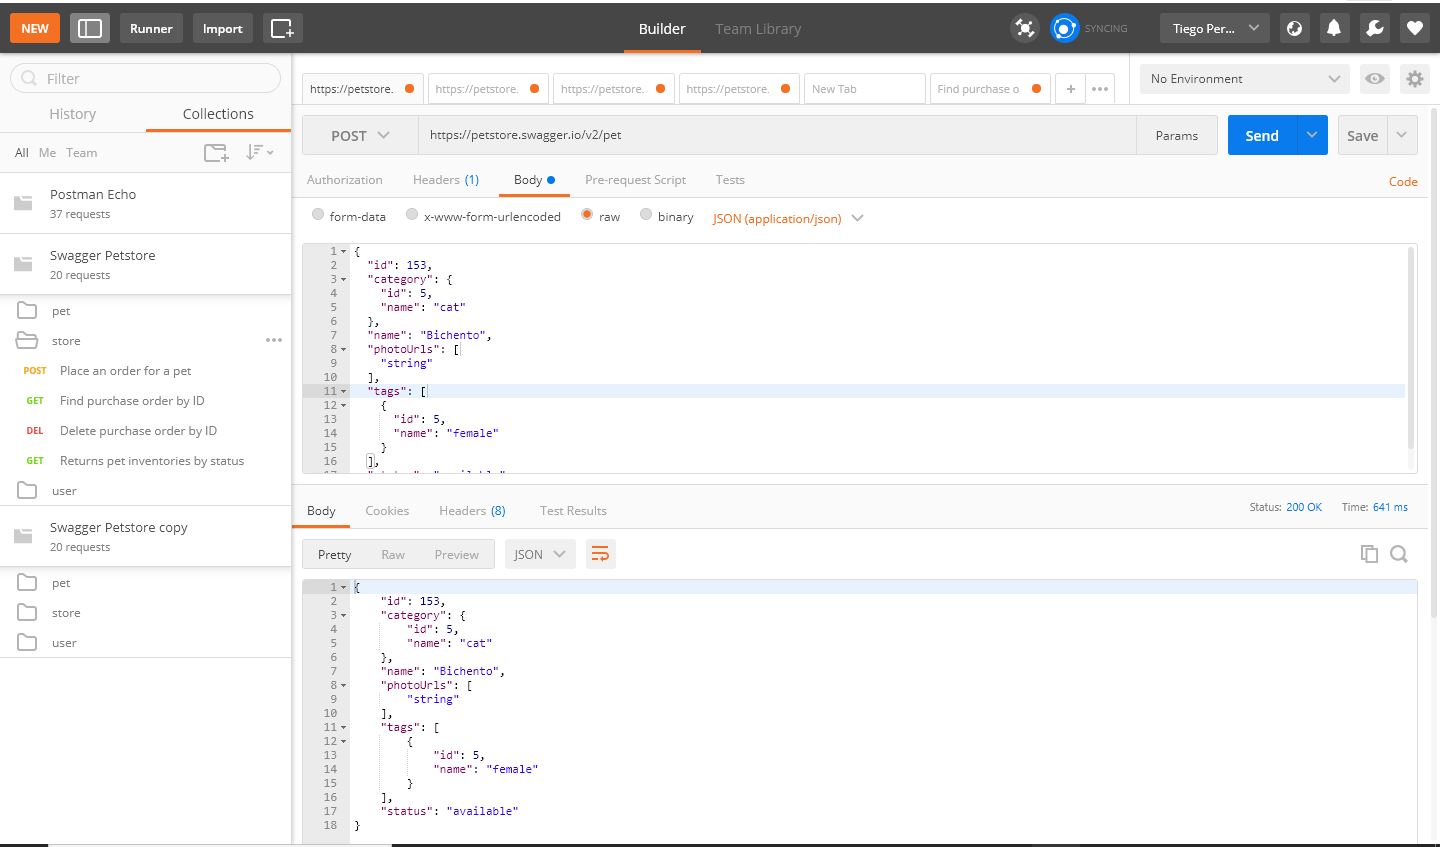 NEW Runner Import Builder Team Library SYNCING Tiego Per...
Filter
History Collections
All Me Team
Postman Echo
37 requests
Swagger Petstore
20 requests
pet
store
POST Place an order for a pet
GET Find purchase order by ID
DEL Delete purchase order by ID
GET Returns pet inventories by status
user
Swagger Petstore copy
20 requests
pet
store
user
https://petstore. https://petstore. https://petstore. https://petstore. New Tab Find purchase o + No Environment
POST https://petstore.swagger.io/v2/pet Params Send Save
Authorization Headers (1) Body Pre-request Script Tests Code
form-data x-www-form-urlencoded raw binary JSON (application/json)
1 {
2 "id": 153,
3 "category": {
4 "id": 5,
5 "name": "cat"
6 },
7 "name": "Bichento",
8 "photoUrls": [
9 "string"
10 ],
11 "tags": [
12 {
13 "id": 5,
14 "name": "female"
15 }
16 ],
Body Cookies Headers (8) Test Results Status: 200 OK Time: 641 ms
Pretty Raw Preview JSON
1 {
2 "id": 153,
3 "category": {
4 "id": 5,
5 "name": "cat"
6 },
7 "name": "Bichento",
8 "photoUrls": [
9 "string"
10 ],
11 "tags": [
12 {
13 "id": 5,
14 "name": "female"
15 }
16 ],
17 "status": "available"
18 }